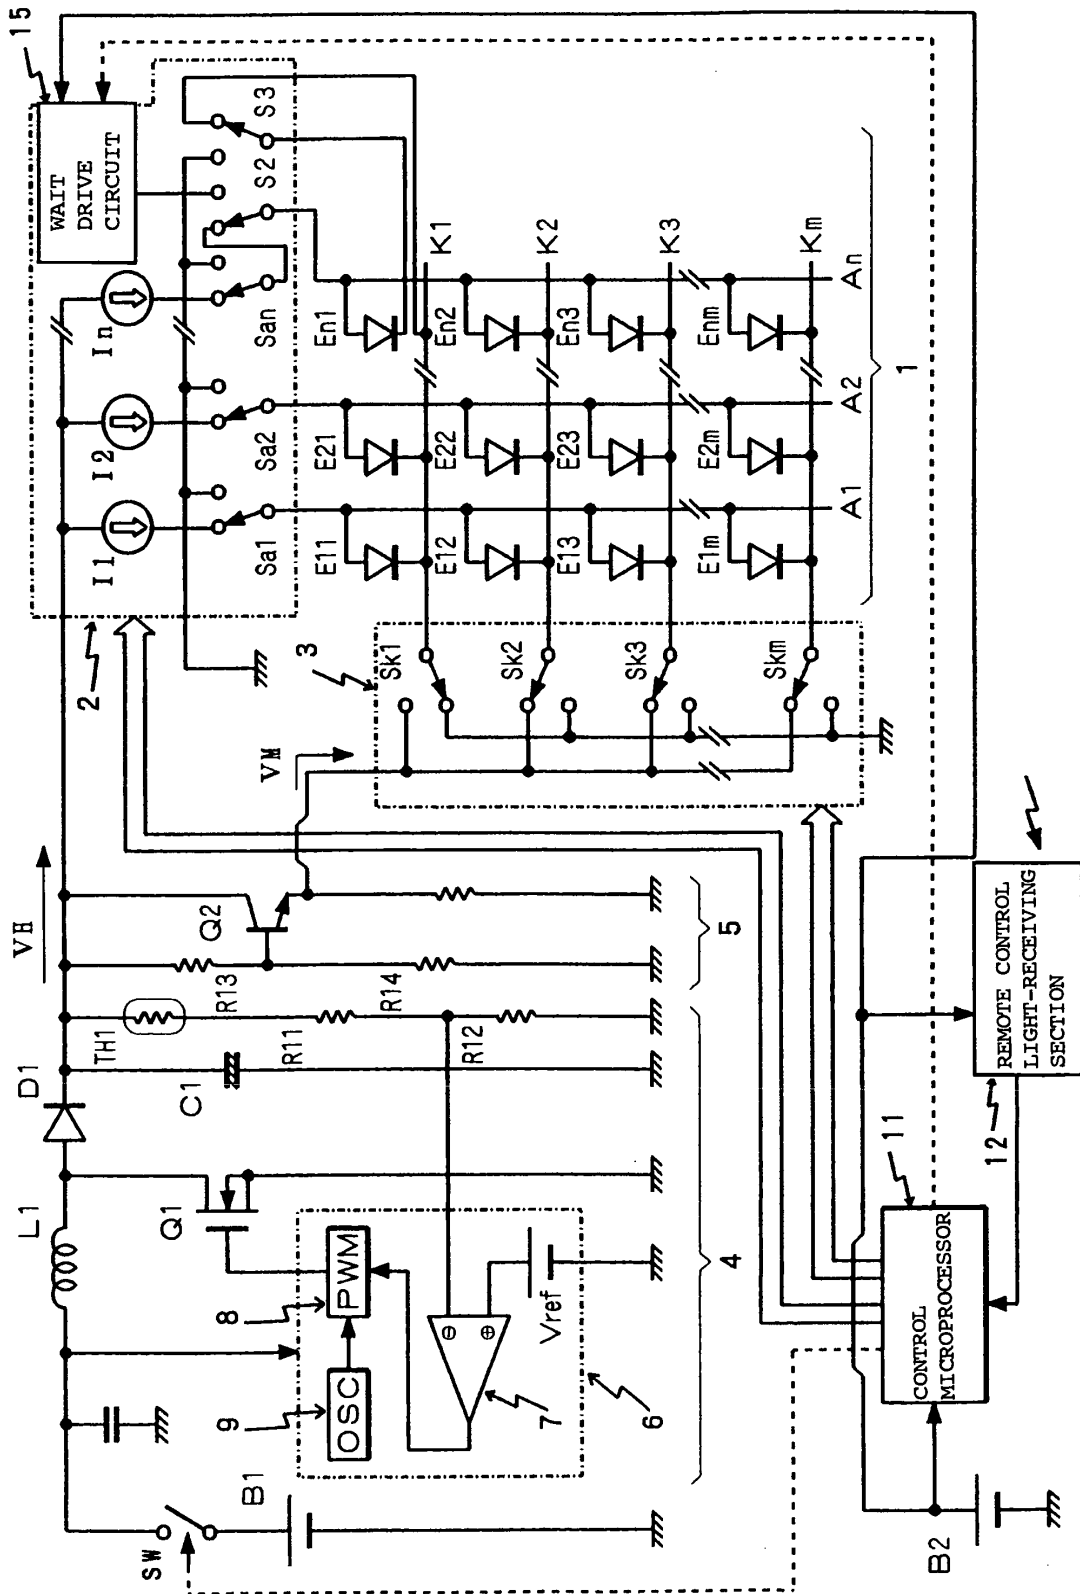 SW
B1
L1
D1
Q1
OSC
9
PWM
8
7
Vref
6
4
C1
TH1
R11
R12
VH
R13
R14
Q2
5
VM
2
I1
I2
In
WAIT
DRIVE
CIRCUIT
15
Sa1
Sa2
San
S2
S3
3
Sk1
Sk2
Sk3
Skm
E11
E21
En1
K1
E12
E22
En2
K2
E13
E23
En3
K3
E1m
E2m
Enm
Km
A1
A2
An
1
B2
CONTROL
MICROPROCESSOR
11
12
REMOTE CONTROL
LIGHT-RECEIVING
SECTION